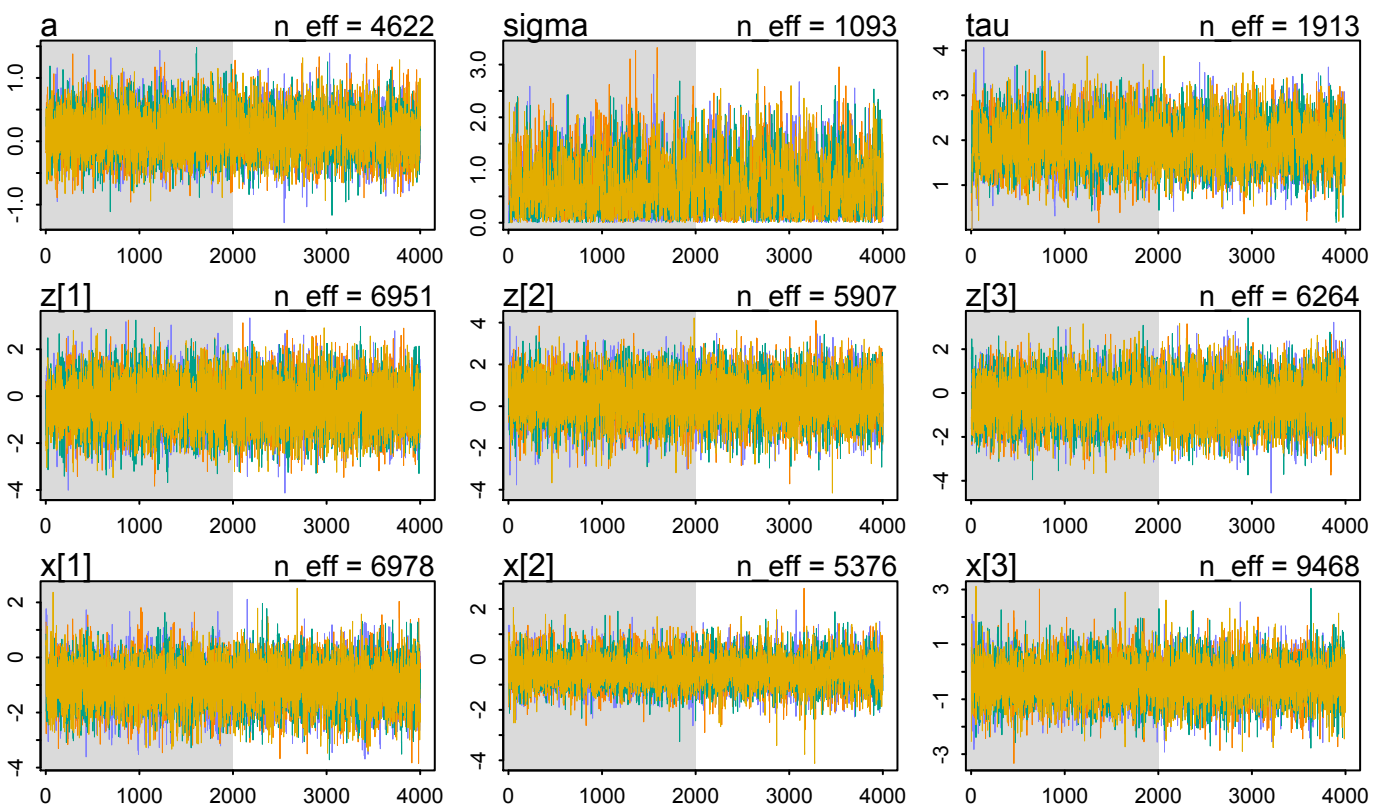 a n_eff = 4622 sigma n_eff = 1093 tau n_eff = 1913
-1.0 0.0 1.0
0.0 1.0 2.0 3.0
1 2 3 4
0 1000 2000 3000 4000 0 1000 2000 3000 4000 0 1000 2000 3000 4000
z[1] n_eff = 6951 z[2] n_eff = 5907 z[3] n_eff = 6264
-4 -2 0 2
-4 -2 0 2 4
-4 -2 0 2
0 1000 2000 3000 4000 0 1000 2000 3000 4000 0 1000 2000 3000 4000
x[1] n_eff = 6978 x[2] n_eff = 5376 x[3] n_eff = 9468
-4 -2 0 2
-4 -2 0 2
-3 -1 1 3
0 1000 2000 3000 4000 0 1000 2000 3000 4000 0 1000 2000 3000 4000